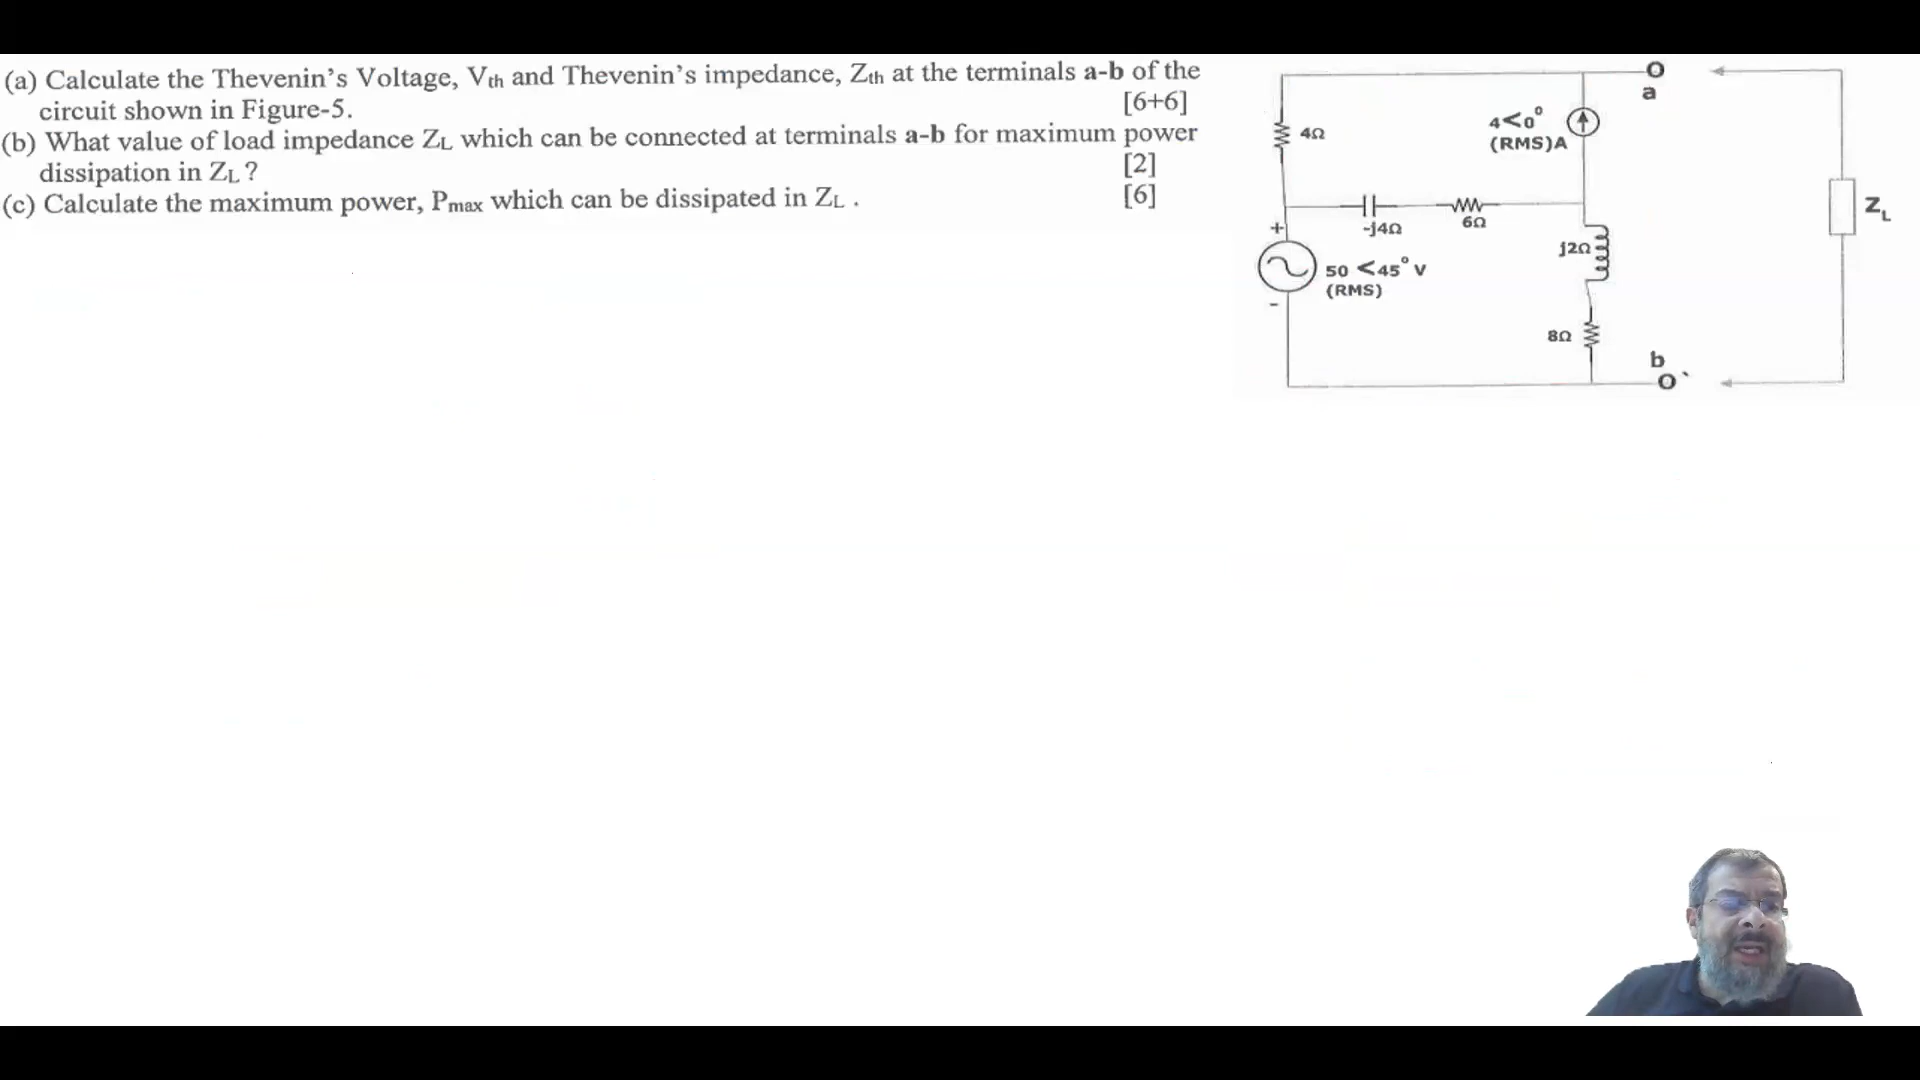 (a) Calculate the Thevenin's Voltage, Vth and Thevenin's impedance, Zth at the terminals a-b of the
circuit shown in Figure-5. [6+6]
(b) What value of load impedance ZL which can be connected at terminals a-b for maximum power
dissipation in ZL ? [2]
(c) Calculate the maximum power, Pmax which can be dissipated in ZL . [6]
a
4Ω
4<0°
(RMS)A
-j4Ω
6Ω
+
-
50 <45° V
(RMS)
j2Ω
8Ω
b
ZL